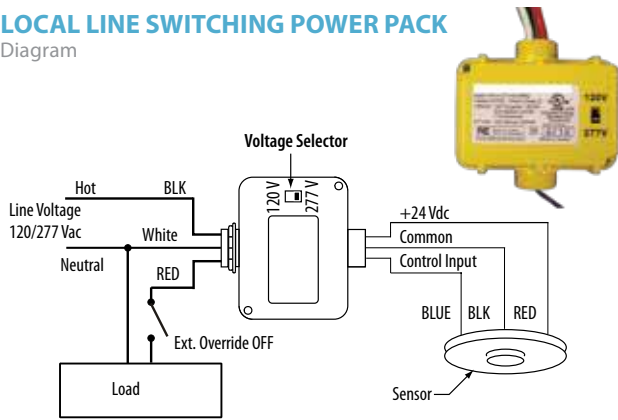 LOCAL LINE SWITCHING POWER PACK
Diagram
120V
277V
Voltage Selector
120 V
277 V
Hot
BLK
Line Voltage
120/277 Vac
White
Neutral
RED
Ext. Override OFF
Load
+24 Vdc
Common
Control Input
BLUE BLK RED
Sensor